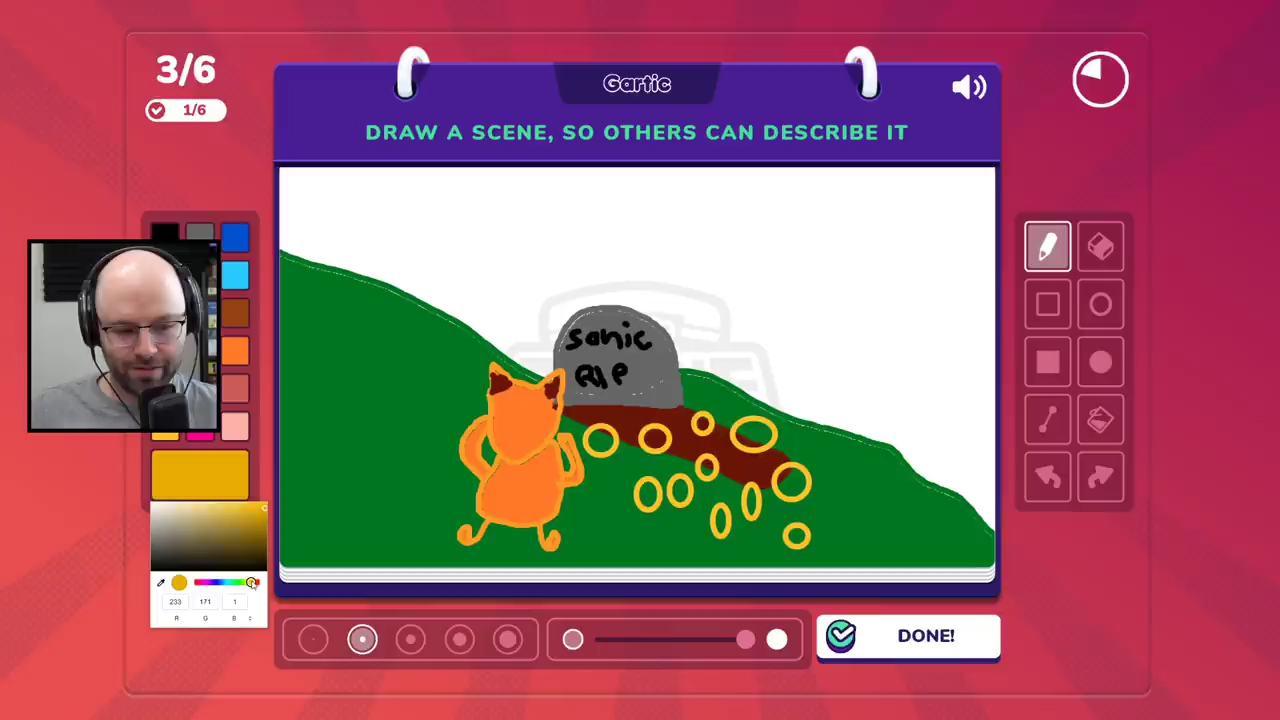 3/6
1/6
Gartic
DRAW A SCENE, SO OTHERS CAN DESCRIBE IT
sonic
RIP
233 171 1
R G B
DONE!